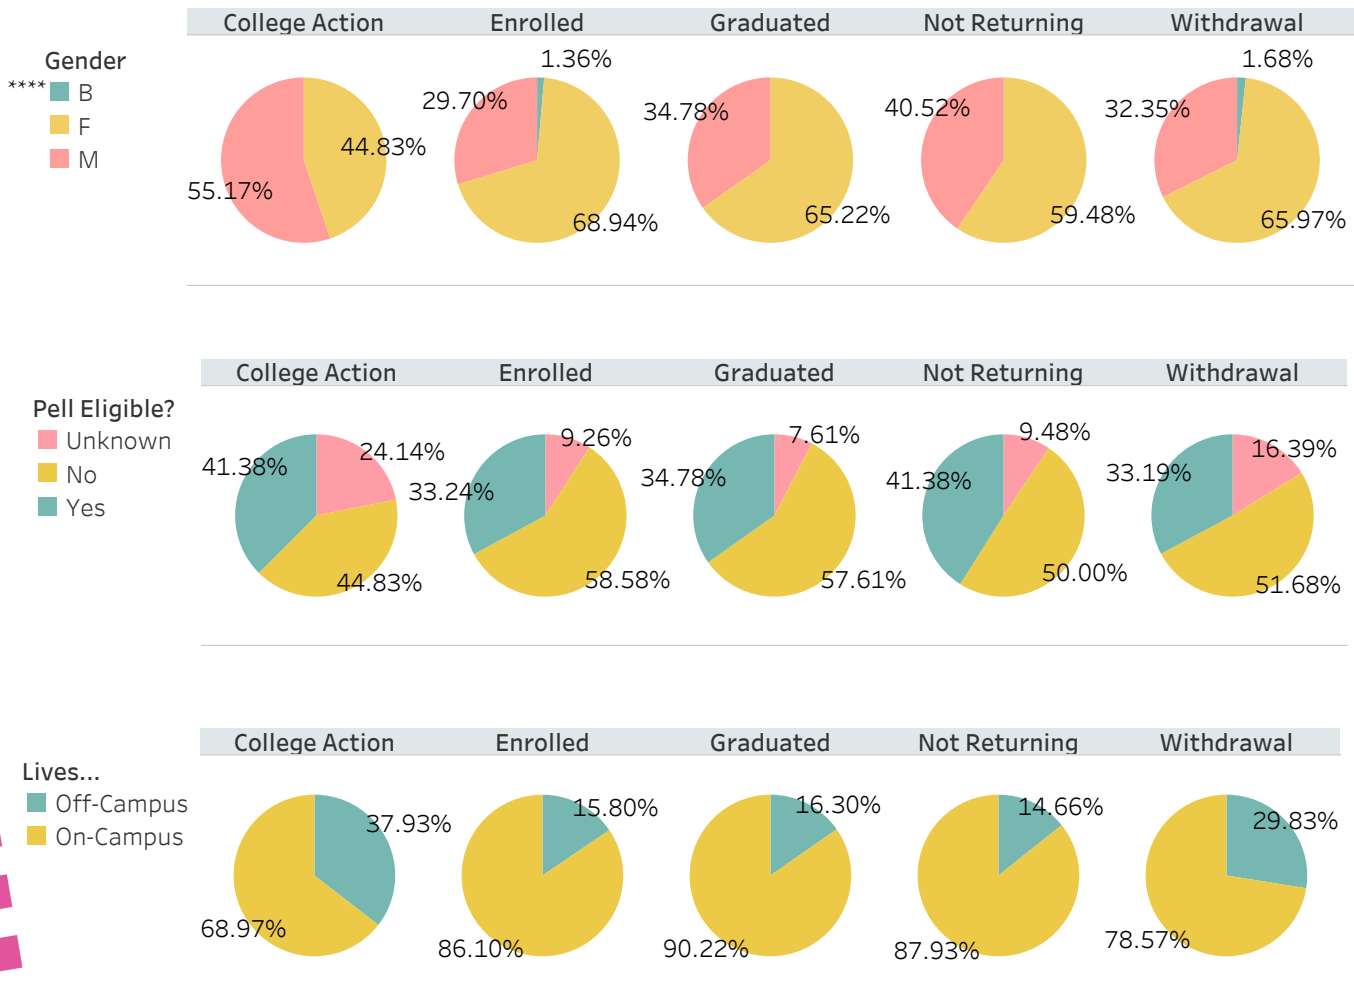 College Action Enrolled Graduated Not Returning Withdrawal
Gender
**** B
F
M
1.36% 1.68%
29.70% 34.78% 40.52% 32.35%
44.83%
55.17%
68.94% 65.22% 59.48% 65.97%
College Action Enrolled Graduated Not Returning Withdrawal
Pell Eligible?
Unknown
No
Yes
24.14% 9.26% 7.61% 9.48% 16.39%
41.38% 33.24% 34.78% 41.38% 33.19%
44.83% 58.58% 57.61% 50.00% 51.68%
College Action Enrolled Graduated Not Returning Withdrawal
Lives...
Off-Campus
On-Campus
37.93% 15.80% 16.30% 14.66% 29.83%
68.97% 86.10% 90.22% 87.93% 78.57%